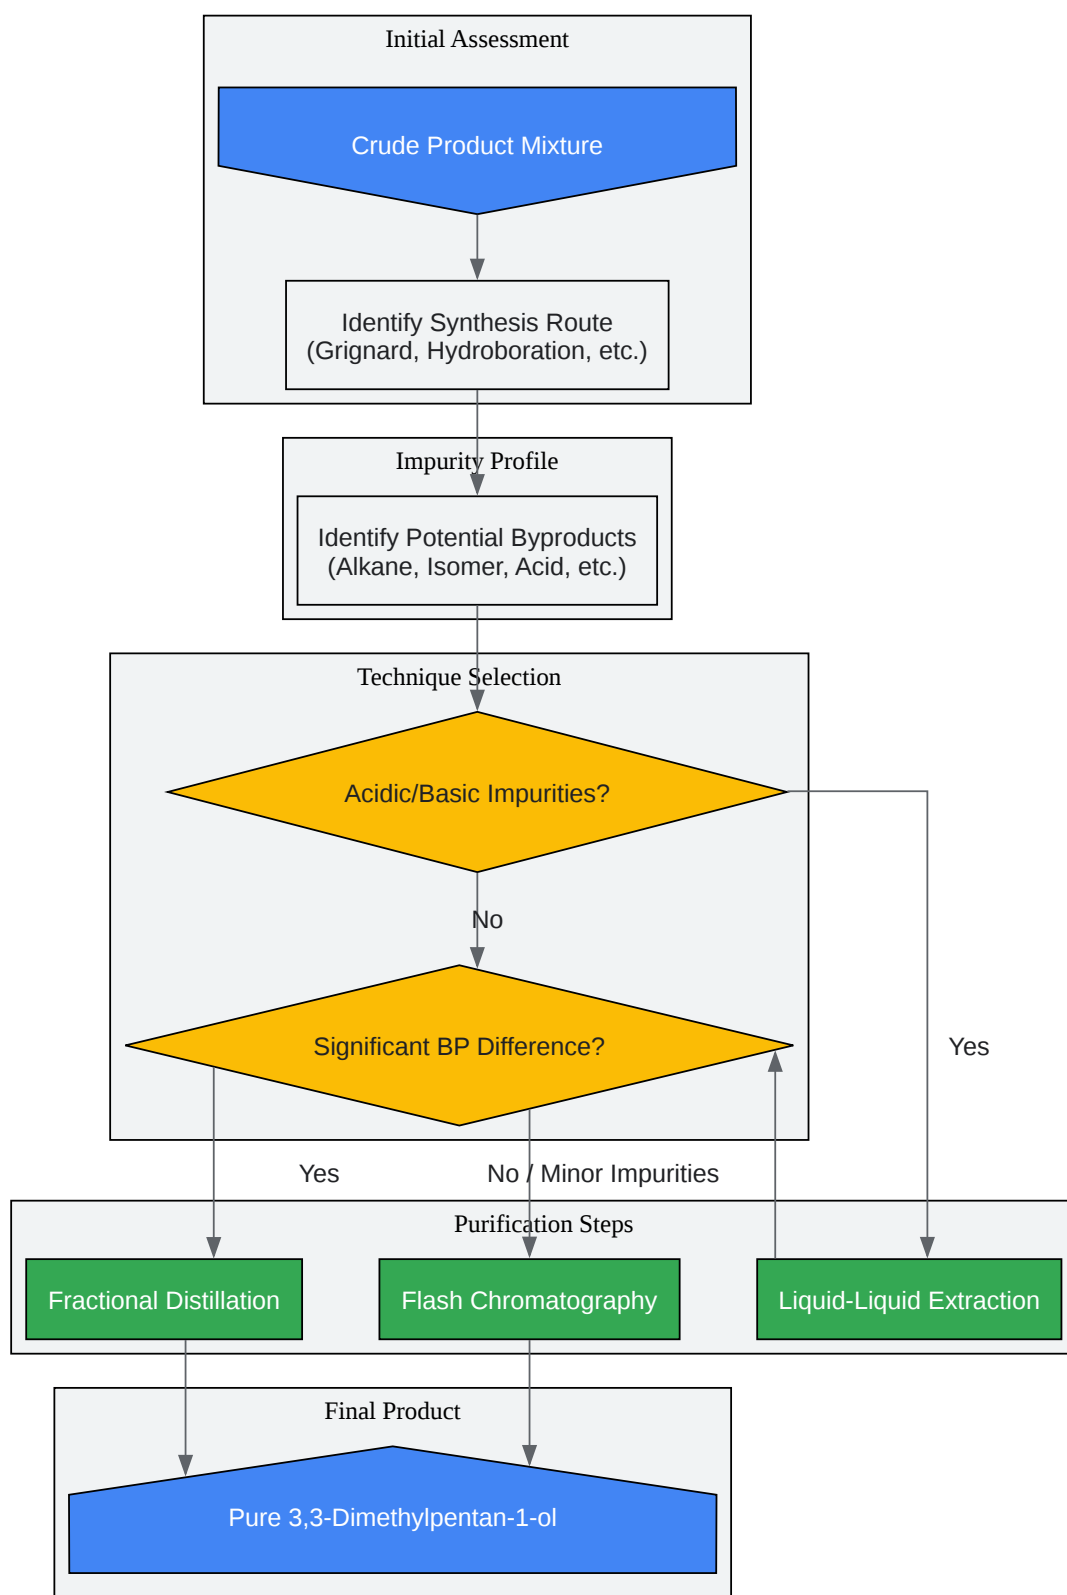 Initial Assessment
Crude Product Mixture
Identify Synthesis Route
(Grignard, Hydroboration, etc.)
Impurity Profile
Identify Potential Byproducts
(Alkane, Isomer, Acid, etc.)
Technique Selection
Acidic/Basic Impurities?
No
Significant BP Difference?
Yes
Yes
No / Minor Impurities
Purification Steps
Fractional Distillation
Flash Chromatography
Liquid-Liquid Extraction
Final Product
Pure 3,3-Dimethylpentan-1-ol